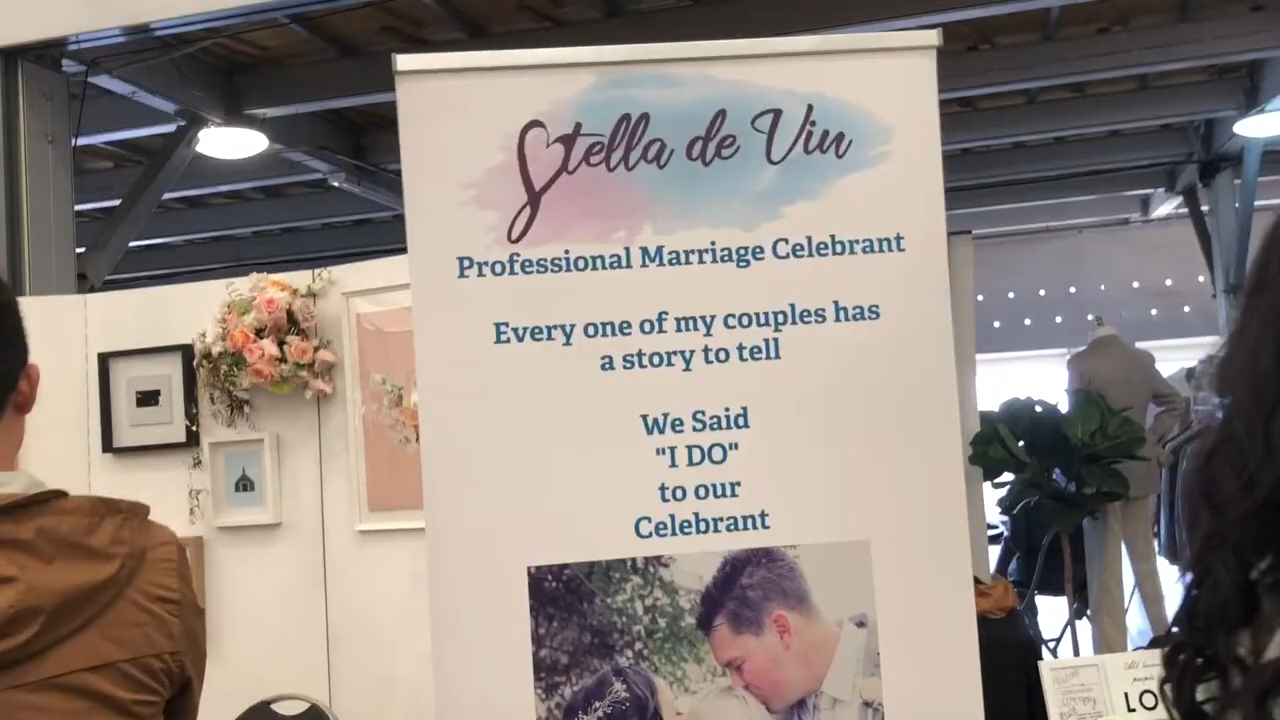 Stella de Vin
Professional Marriage Celebrant
Every one of my couples has
a story to tell
We Said
"I DO"
to our
Celebrant
LO